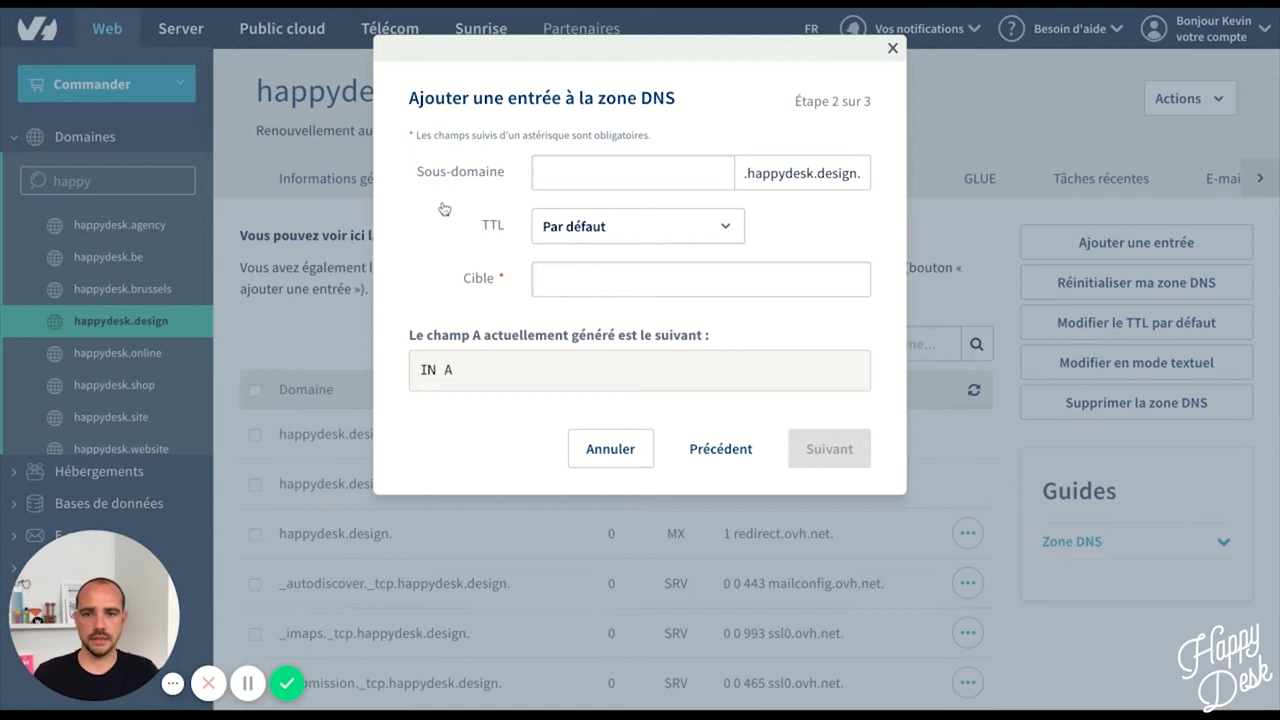 Web
Server
Public cloud
Télécom
Sunrise
Partenaires
FR
Vos notifications
Besoin d'aide
Bonjour Kevin
votre compte
Commander
Domaines
happy
happydesk.agency
happydesk.be
happydesk.brussels
happydesk.design
happydesk.online
happydesk.shop
happydesk.site
happydesk.website
Hébergements
Bases de données
happyde
Renouvellement au
Actions
Informations gé
GLUE
Tâches récentes
E-mai
Vous pouvez voir ici l
Vous avez également l
(bouton «
ajouter une entrée »).
Ajouter une entrée à la zone DNS
Étape 2 sur 3
* Les champs suivis d'un astérisque sont obligatoires.
Sous-domaine
.happydesk.design.
TTL
Par défaut
Cible *
Le champ A actuellement généré est le suivant :
IN A
Annuler
Précédent
Suivant
Ajouter une entrée
Réinitialiser ma zone DNS
Modifier le TTL par défaut
Modifier en mode textuel
Supprimer la zone DNS
ne...
Domaine
happydesk.desi
happydesk.desi
happydesk.design. 0 MX 1 redirect.ovh.net.
_autodiscover._tcp.happydesk.design. 0 SRV 0 0 443 mailconfig.ovh.net.
_imaps._tcp.happydesk.design. 0 SRV 0 0 993 ssl0.ovh.net.
mission._tcp.happydesk.design. 0 SRV 0 0 465 ssl0.ovh.net.
Guides
Zone DNS
Happy
Desk